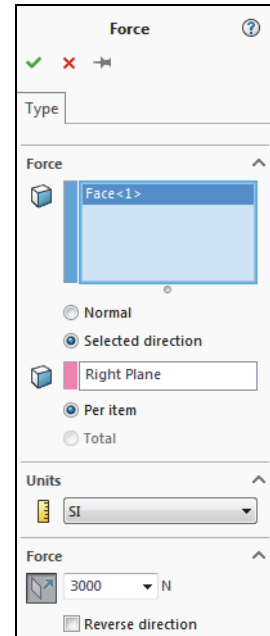 Force ?
Type
Force
Face<1>
Normal
Selected direction
Right Plane
Per item
Total
Units
SI
Force
3000 N
Reverse direction